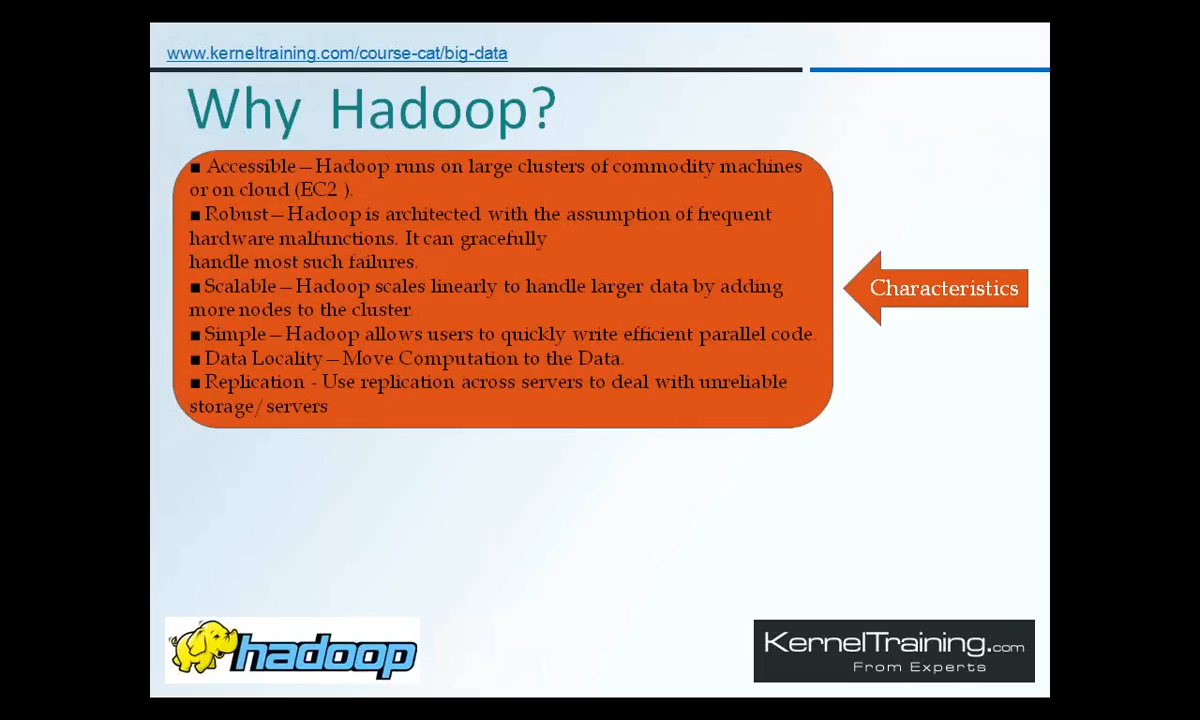 www.kerneltraining.com/course-cat/big-data
Why Hadoop?
▪ Accessible – Hadoop runs on large clusters of commodity machines
or on cloud (EC2 ).
▪ Robust – Hadoop is architected with the assumption of frequent
hardware malfunctions. It can gracefully
handle most such failures.
▪ Scalable – Hadoop scales linearly to handle larger data by adding
more nodes to the cluster.
▪ Simple – Hadoop allows users to quickly write efficient parallel code.
▪ Data Locality – Move Computation to the Data.
▪ Replication - Use replication across servers to deal with unreliable
storage/servers
Characteristics
hadoop
KernelTraining.com
From Experts